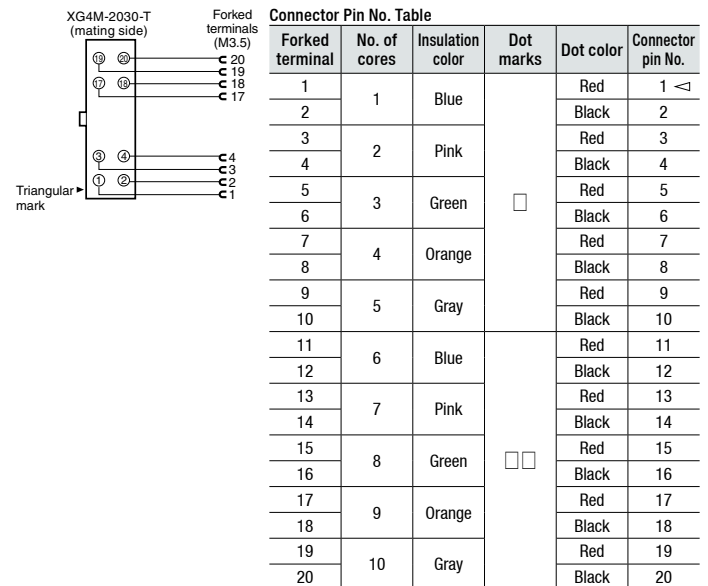 XG4M-2030-T
(mating side)
Forked
terminals
(M3.5)
19 20
20
19
17 18
18
17
3 4
4
3
1 2
2
1
Triangular
mark
Connector Pin No. Table
Forked terminal | No. of cores | Insulation color | Dot marks | Dot color | Connector pin No.
1 | 1 | Blue | □ | Red | 1 ◁
2 | Black | 2
3 | 2 | Pink | Red | 3
4 | Black | 4
5 | 3 | Green | Red | 5
6 | Black | 6
7 | 4 | Orange | Red | 7
8 | Black | 8
9 | 5 | Gray | Red | 9
10 | Black | 10
11 | 6 | Blue | □□ | Red | 11
12 | Black | 12
13 | 7 | Pink | Red | 13
14 | Black | 14
15 | 8 | Green | Red | 15
16 | Black | 16
17 | 9 | Orange | Red | 17
18 | Black | 18
19 | 10 | Gray | Red | 19
20 | Black | 20